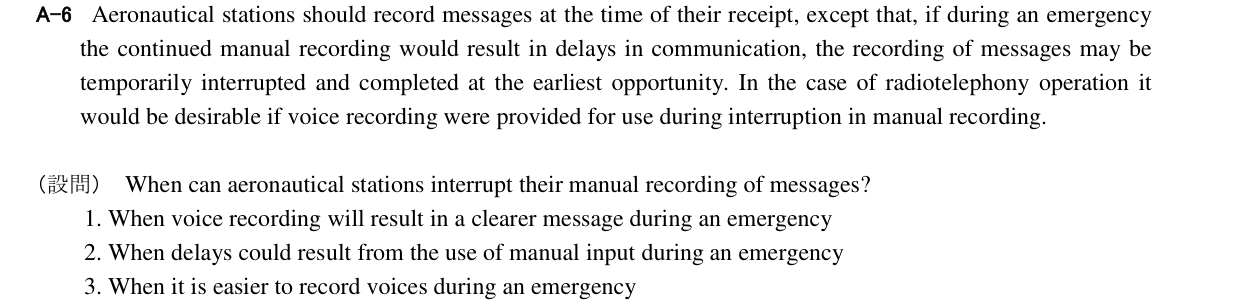 A-6 Aeronautical stations should record messages at the time of their receipt, except that, if during an emergency
the continued manual recording would result in delays in communication, the recording of messages may be
temporarily interrupted and completed at the earliest opportunity. In the case of radiotelephony operation it
would be desirable if voice recording were provided for use during interruption in manual recording.
（設問） When can aeronautical stations interrupt their manual recording of messages?
1. When voice recording will result in a clearer message during an emergency
2. When delays could result from the use of manual input during an emergency
3. When it is easier to record voices during an emergency